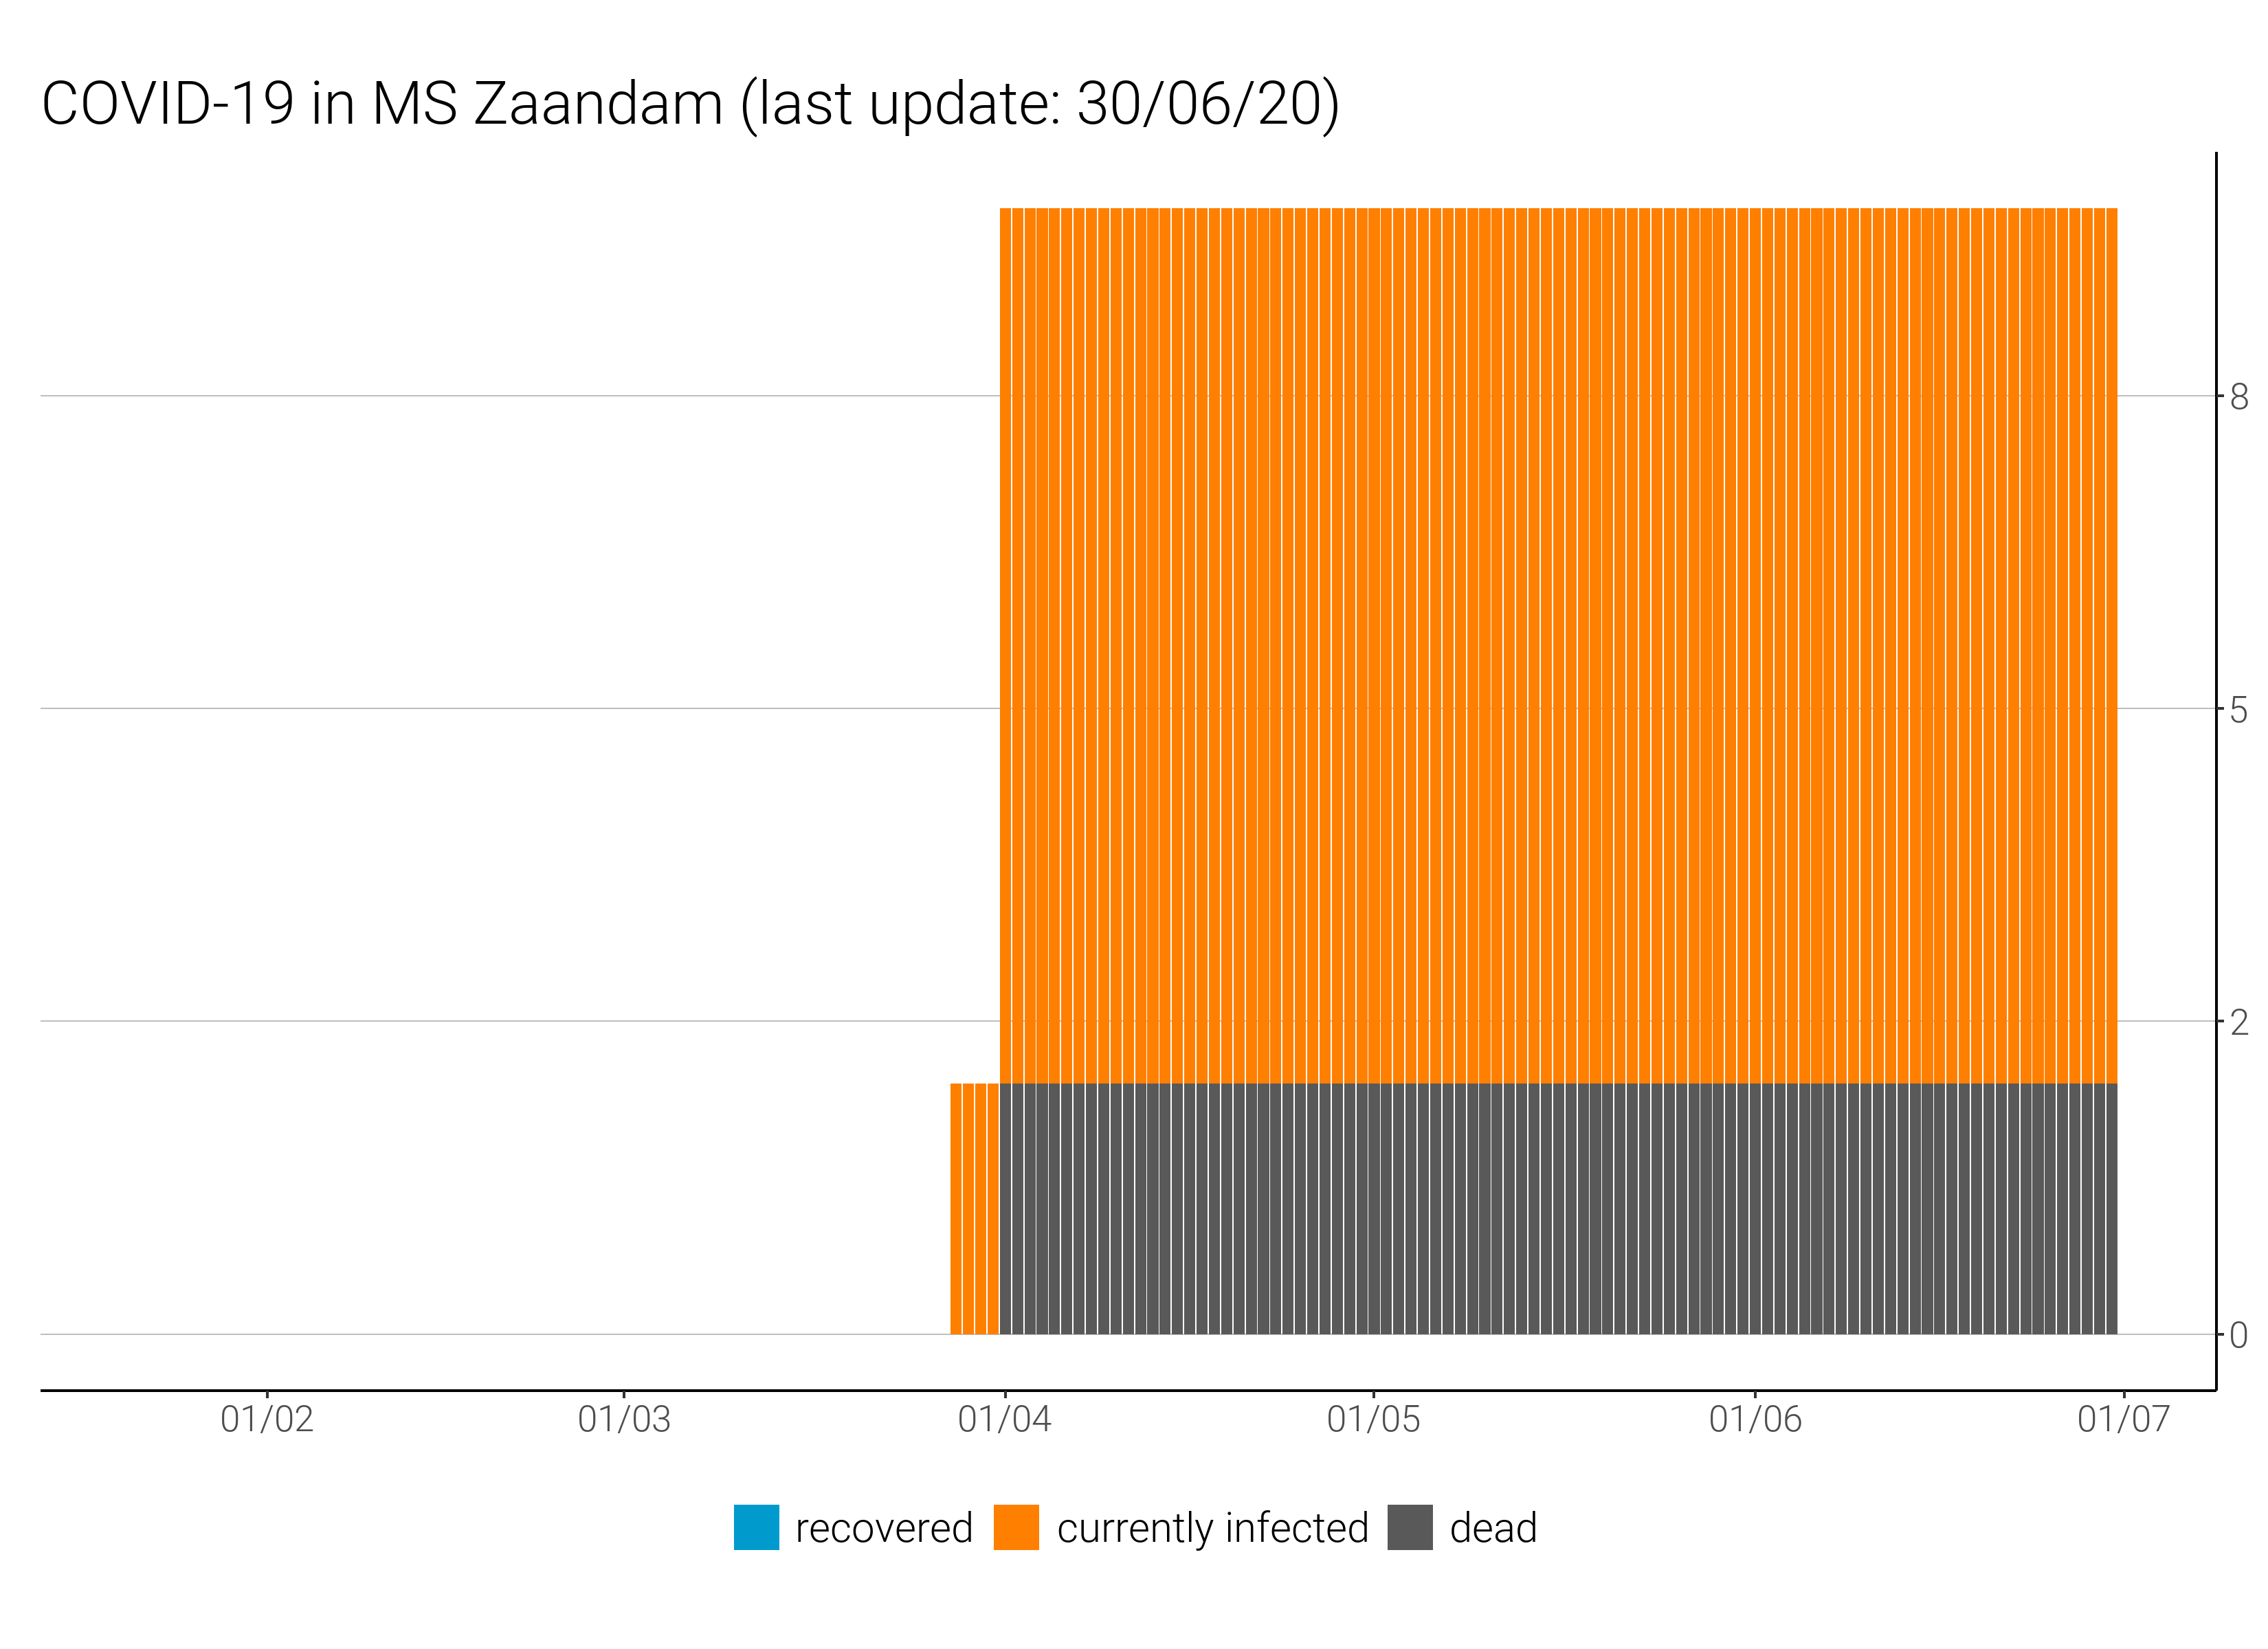 COVID-19 in MS Zaandam (last update: 30/06/20)
8
5
2
0
01/02 01/03 01/04 01/05 01/06 01/07
recovered currently infected dead